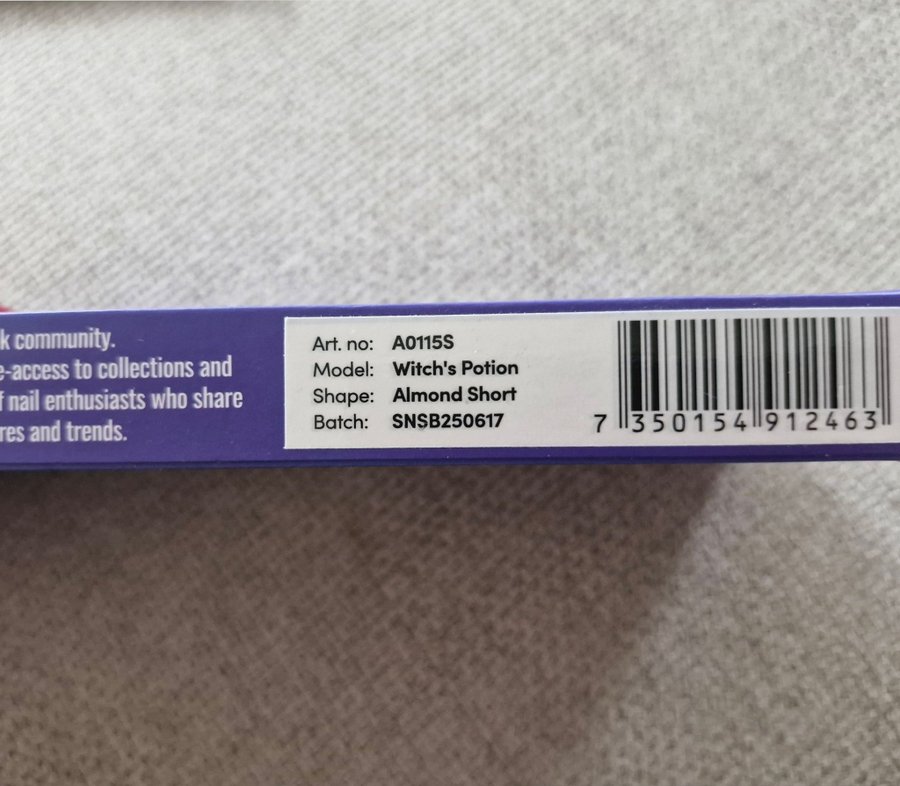 k community.
e-access to collections and
f nail enthusiasts who share
res and trends.
Art. no: A0115S
Model: Witch's Potion
Shape: Almond Short
Batch: SNSB250617
7 350154 912463